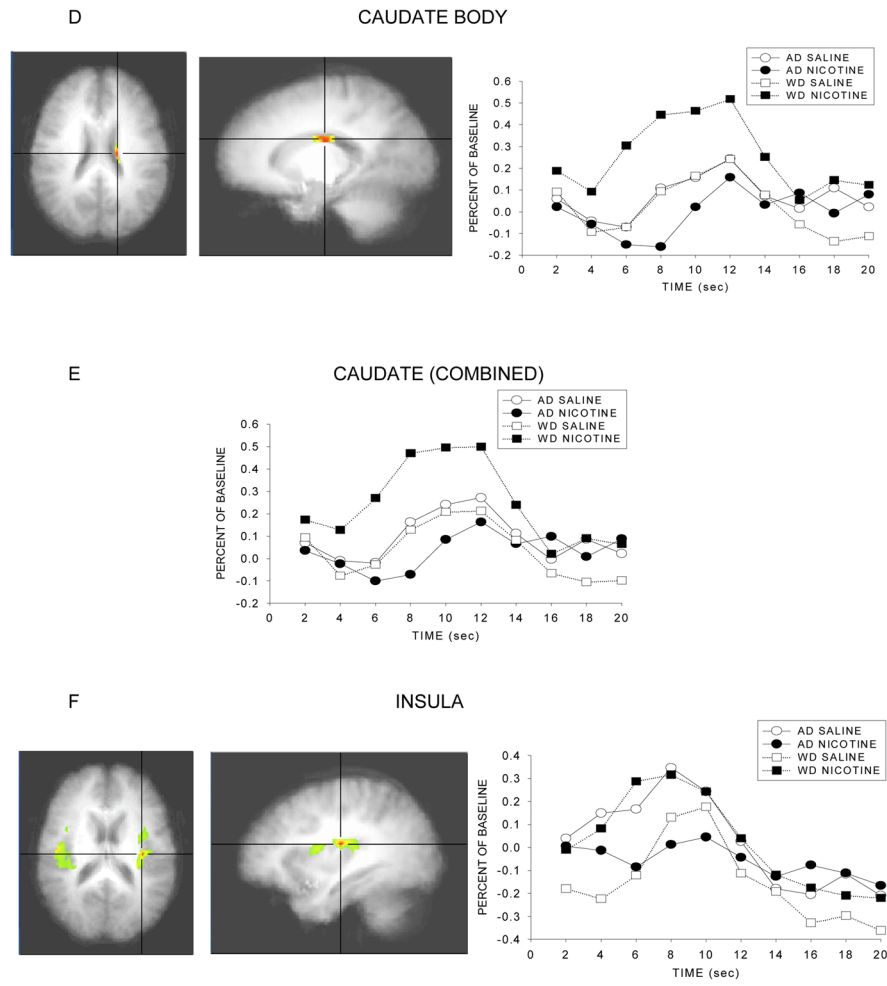 D
CAUDATE BODY
AD SALINE
AD NICOTINE
WD SALINE
WD NICOTINE
PERCENT OF BASELINE
0.6
0.5
0.4
0.3
0.2
0.1
0.0
-0.1
-0.2
0 2 4 6 8 10 12 14 16 18 20
TIME (sec)
E
CAUDATE (COMBINED)
AD SALINE
AD NICOTINE
WD SALINE
WD NICOTINE
PERCENT OF BASELINE
0.6
0.5
0.4
0.3
0.2
0.1
0.0
-0.1
-0.2
0 2 4 6 8 10 12 14 16 18 20
TIME (sec)
F
INSULA
AD SALINE
AD NICOTINE
WD SALINE
WD NICOTINE
PERCENT OF BASELINE
0.4
0.3
0.2
0.1
0.0
-0.1
-0.2
-0.3
-0.4
0 2 4 6 8 10 12 14 16 18 20
TIME (sec)